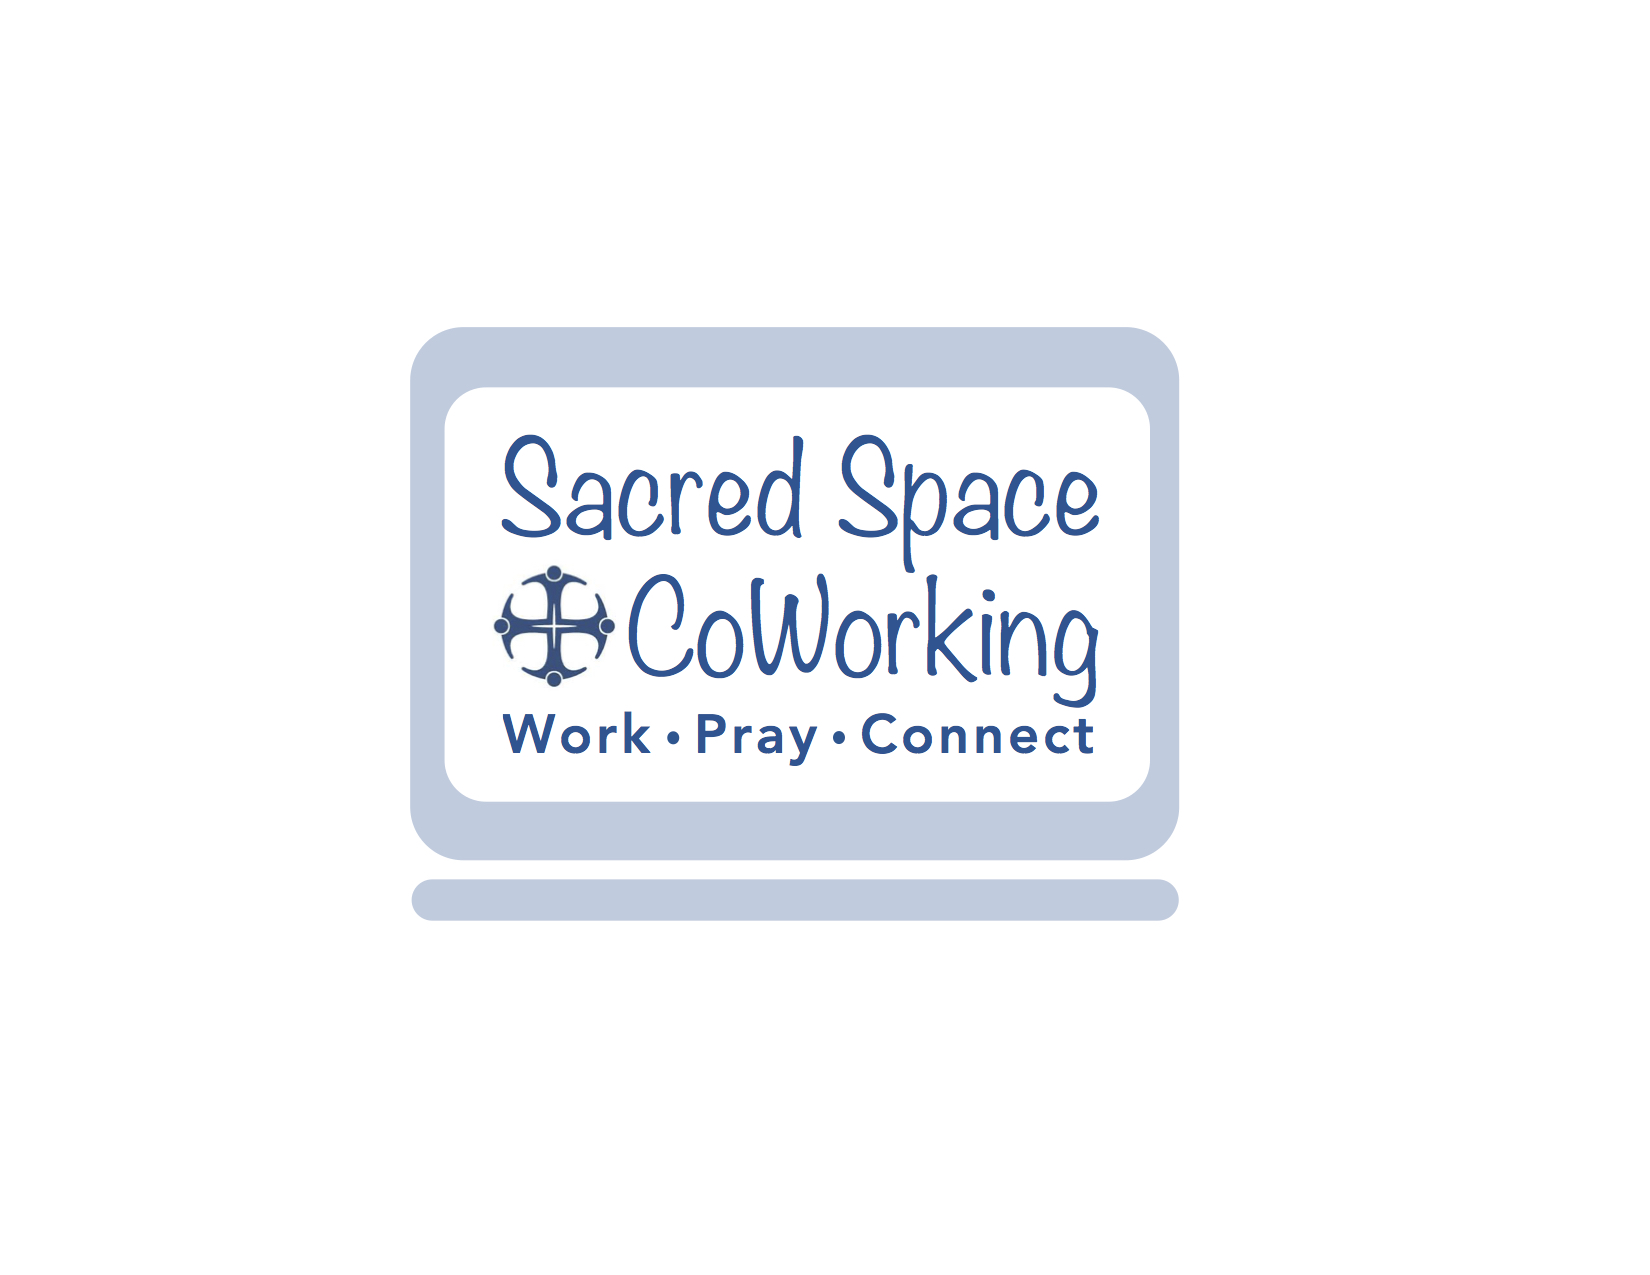 Sacred Space
CoWorking
Work • Pray • Connect